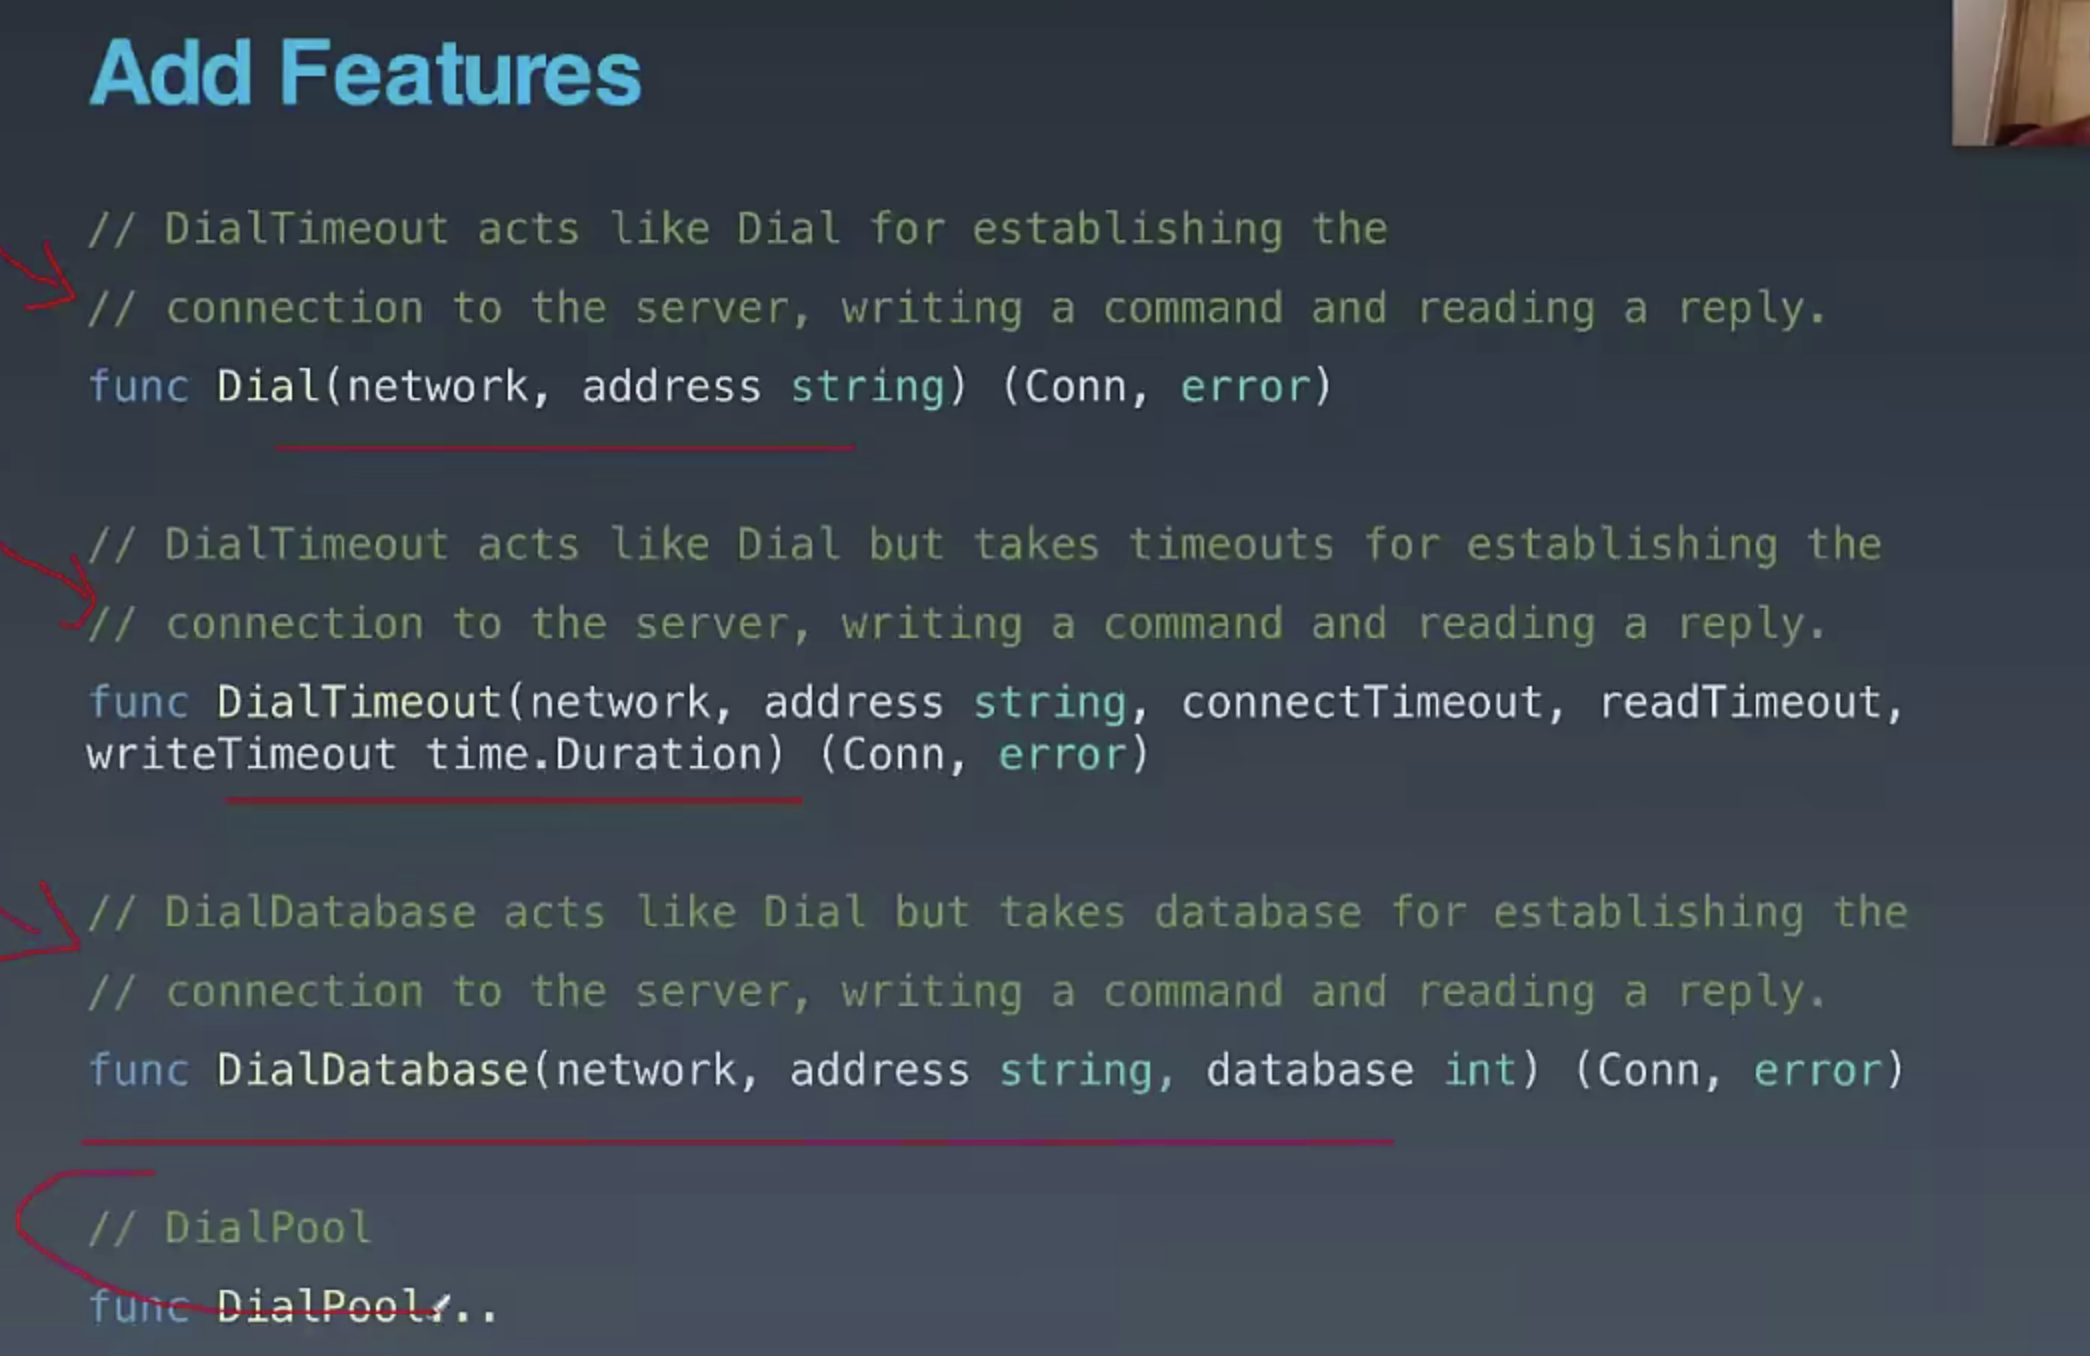 Add Features
// DialTimeout acts like Dial for establishing the
// connection to the server, writing a command and reading a reply.
func Dial(network, address string) (Conn, error)
// DialTimeout acts like Dial but takes timeouts for establishing the
// connection to the server, writing a command and reading a reply.
func DialTimeout(network, address string, connectTimeout, readTimeout,
writeTimeout time.Duration) (Conn, error)
// DialDatabase acts like Dial but takes database for establishing the
// connection to the server, writing a command and reading a reply.
func DialDatabase(network, address string, database int) (Conn, error)
// DialPool
func DialPool...